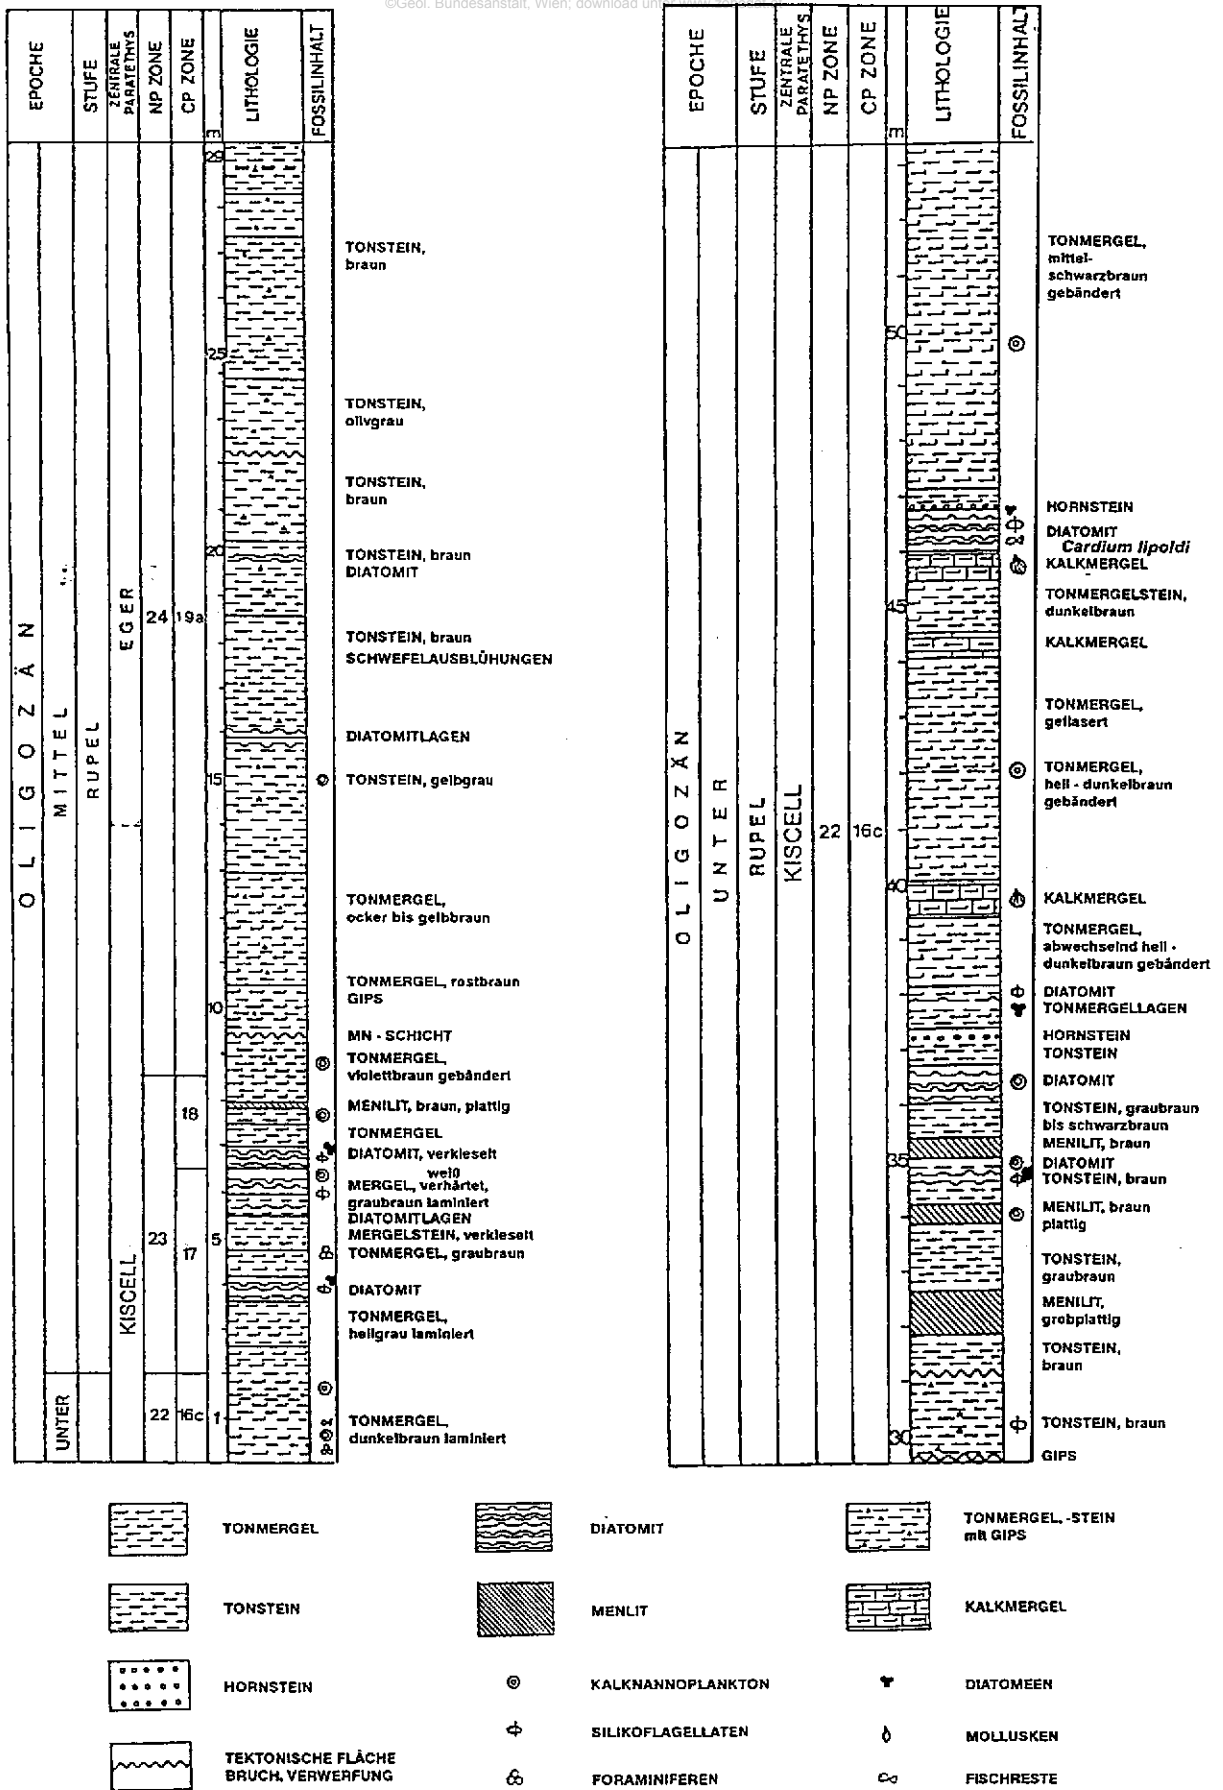 ©Geol. Bundesanstalt, Wien; download unter www.zobodat.at
EPOCHE
STUFE
ZENTRALE
PARATETHYS
NP ZONE
CP ZONE
m
LITHOLOGIE
FOSSILINHALT
OLIGOZÄN
MITTEL
UNTER
RUPEL
EGER
KISCELL
24
23
22
19a
18
17
16c
29
25
20
15
10
5
1
TONSTEIN,
braun
TONSTEIN,
olivgrau
TONSTEIN,
braun
TONSTEIN, braun
DIATOMIT
TONSTEIN, braun
SCHWEFELAUSBLÜHUNGEN
DIATOMITLAGEN
TONSTEIN, gelbgrau
TONMERGEL,
ocker bis gelbbraun
TONMERGEL, rostbraun
GIPS
MN - SCHICHT
TONMERGEL,
violettbraun gebändert
MENILIT, braun, plattig
TONMERGEL
DIATOMIT, verkieselt
weiß
MERGEL, verhärtet,
graubraun laminiert
DIATOMITLAGEN
MERGELSTEIN, verkieselt
TONMERGEL, graubraun
DIATOMIT
TONMERGEL,
hellgrau laminiert
TONMERGEL,
dunkelbraun laminiert
EPOCHE
STUFE
ZENTRALE
PARATETHYS
NP ZONE
CP ZONE
m
LITHOLOGIE
FOSSILINHALT
OLIGOZÄN
UNTER
RUPEL
KISCELL
22
16c
50
45
40
35
30
TONMERGEL,
mittel-
schwarzbraun
gebändert
HORNSTEIN
DIATOMIT
Cardium lipoldi
KALKMERGEL
TONMERGELSTEIN,
dunkelbraun
KALKMERGEL
TONMERGEL,
geflasert
TONMERGEL,
hell - dunkelbraun
gebändert
KALKMERGEL
TONMERGEL,
abwechselnd hell -
dunkelbraun gebändert
DIATOMIT
TONMERGELLAGEN
HORNSTEIN
TONSTEIN
DIATOMIT
TONSTEIN, graubraun
bis schwarzbraun
MENILIT, braun
DIATOMIT
TONSTEIN, braun
MENILIT, braun
plattig
TONSTEIN,
graubraun
MENILIT,
grobplattig
TONSTEIN,
braun
TONSTEIN, braun
GIPS
TONMERGEL
DIATOMIT
TONMERGEL, -STEIN
mit GIPS
TONSTEIN
MENLIT
KALKMERGEL
HORNSTEIN
KALKNANNOPLANKTON
DIATOMEEN
SILIKOFLAGELLATEN
MOLLUSKEN
TEKTONISCHE FLÄCHE
BRUCH, VERWERFUNG
FORAMINIFEREN
FISCHRESTE